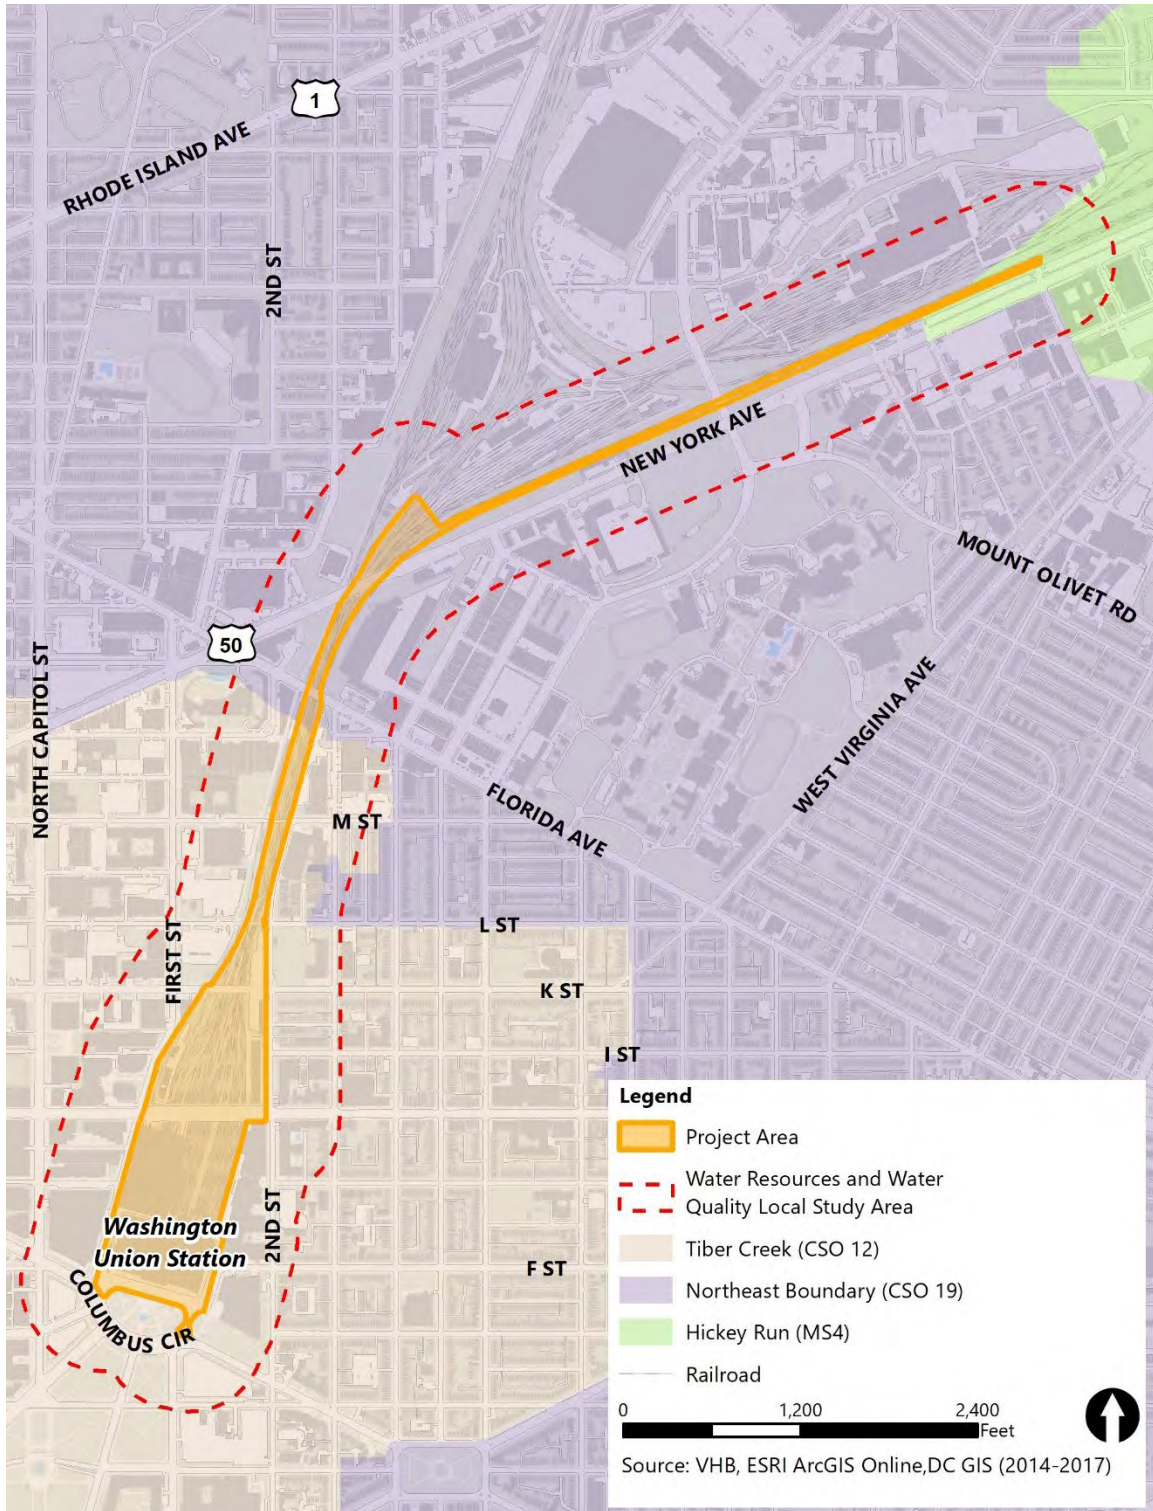 1
RHODE ISLAND AVE
2ND ST
NEW YORK AVE
MOUNT OLIVET RD
50
NORTH CAPITOL ST
WEST VIRGINIA AVE
FLORIDA AVE
M ST
L ST
FIRST ST
K ST
I ST
2ND ST
Washington
Union Station
F ST
COLUMBUS CIR
Legend
Project Area
Water Resources and Water
Quality Local Study Area
Tiber Creek (CSO 12)
Northeast Boundary (CSO 19)
Hickey Run (MS4)
Railroad
0 1,200 2,400
Feet
Source: VHB, ESRI ArcGIS Online,DC GIS (2014-2017)